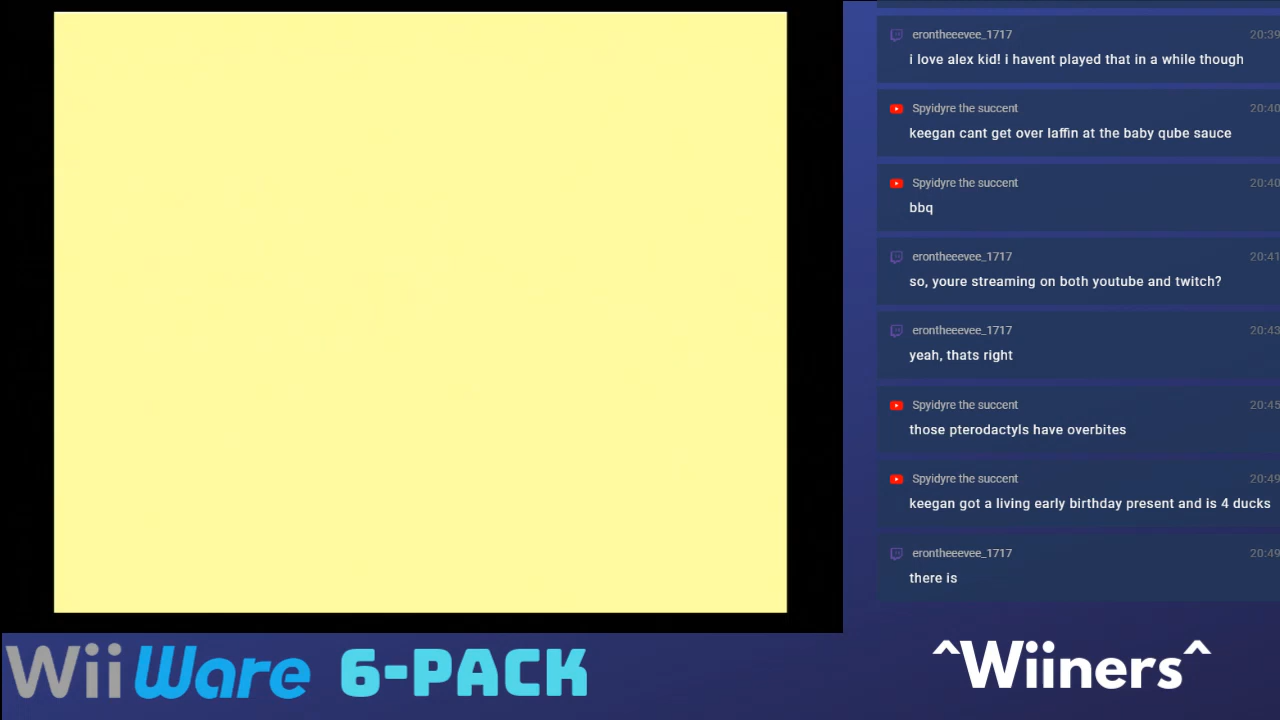 erontheeevee_1717 20:39
i love alex kid! i havent played that in a while though
Spyidyre the succent 20:40
keegan cant get over laffin at the baby qube sauce
Spyidyre the succent 20:40
bbq
erontheeevee_1717 20:41
so, youre streaming on both youtube and twitch?
erontheeevee_1717 20:43
yeah, thats right
Spyidyre the succent 20:45
those pterodactyls have overbites
Spyidyre the succent 20:49
keegan got a living early birthday present and is 4 ducks
erontheeevee_1717 20:49
there is
WiiWare 6-PACK
^Wiiners^